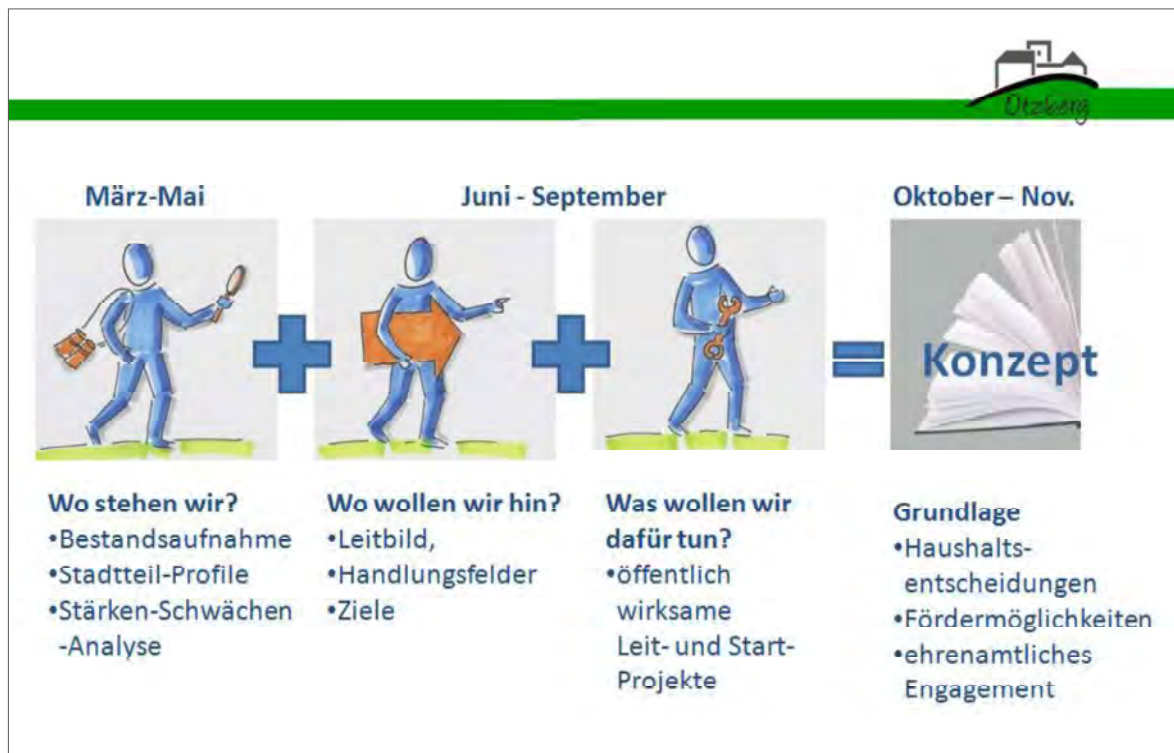 Otzberg
März-Mai
Juni - September
Oktober – Nov.
Konzept
Wo stehen wir?
•Bestandsaufnahme
•Stadtteil-Profile
•Stärken-Schwächen
-Analyse
Wo wollen wir hin?
•Leitbild,
•Handlungsfelder
•Ziele
Was wollen wir
dafür tun?
•öffentlich
wirksame
Leit- und Start-
Projekte
Grundlage
•Haushalts-
entscheidungen
•Fördermöglichkeiten
•ehrenamtliches
Engagement